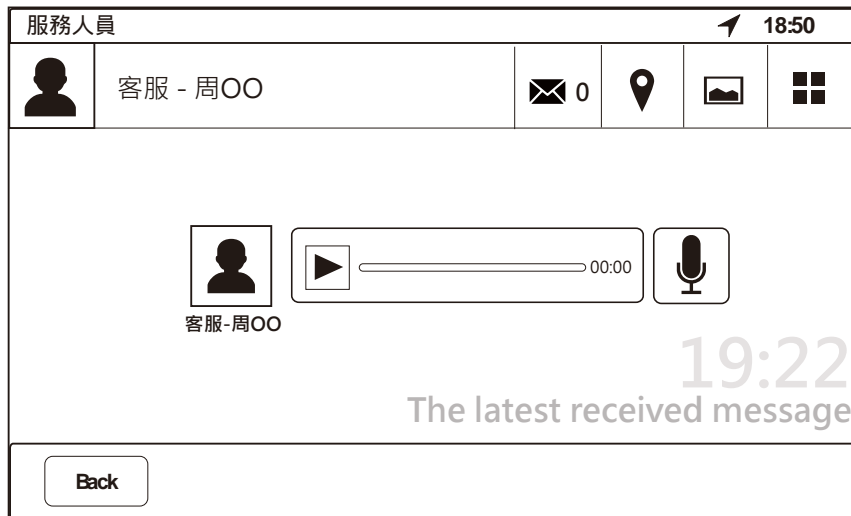 服務人員 18:50
客服 - 周OO 0
00:00
客服-周OO
19:22
The latest received message
Back